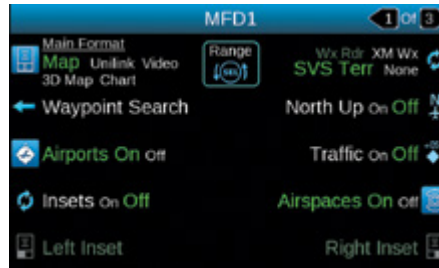 MFD1
1 Of 3
Main Format
Map Unilink Video
3D Map Chart
Range
SEL
Wx Rdr XM Wx
SVS Terr None
Waypoint Search
North Up On Off
N
Airports On Off
Traffic On Off
Insets On Off
Airspaces On Off
Left Inset
Right Inset